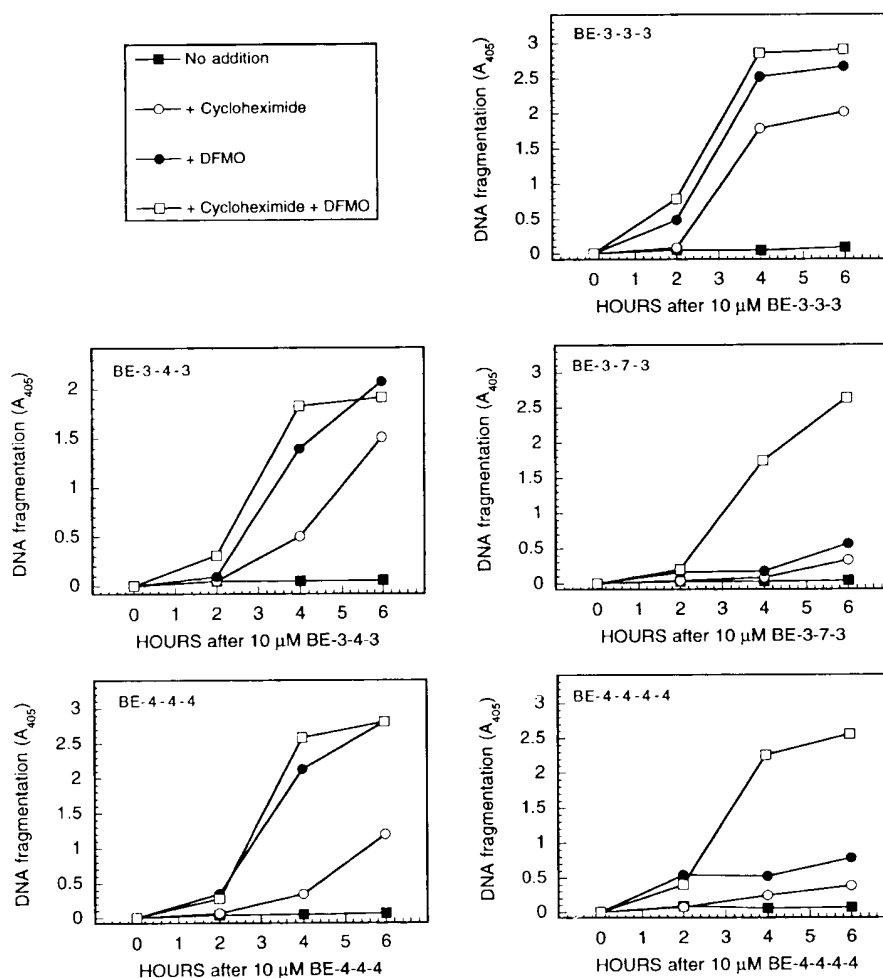 No addition
+ Cycloheximide
+ DFMO
+ Cycloheximide + DFMO
BE-3-3-3
DNA fragmentation (A405)
3
2.5
2
1.5
1
0.5
0
0 1 2 3 4 5 6
HOURS after 10 µM BE-3-3-3
BE-3-4-3
DNA fragmentation (A405)
2
1.5
1
0.5
0
0 1 2 3 4 5 6
HOURS after 10 µM BE-3-4-3
BE-3-7-3
DNA fragmentation (A405)
3
2.5
2
1.5
1
0.5
0
0 1 2 3 4 5 6
HOURS after 10 µM BE-3-7-3
BE-4-4-4
DNA fragmentation (A405)
3
2.5
2
1.5
1
0.5
0
0 1 2 3 4 5 6
HOURS after 10 µM BE-4-4-4
BE-4-4-4-4
DNA fragmentation (A405)
3
2.5
2
1.5
1
0.5
0
0 1 2 3 4 5 6
HOURS after 10 µM BE-4-4-4-4